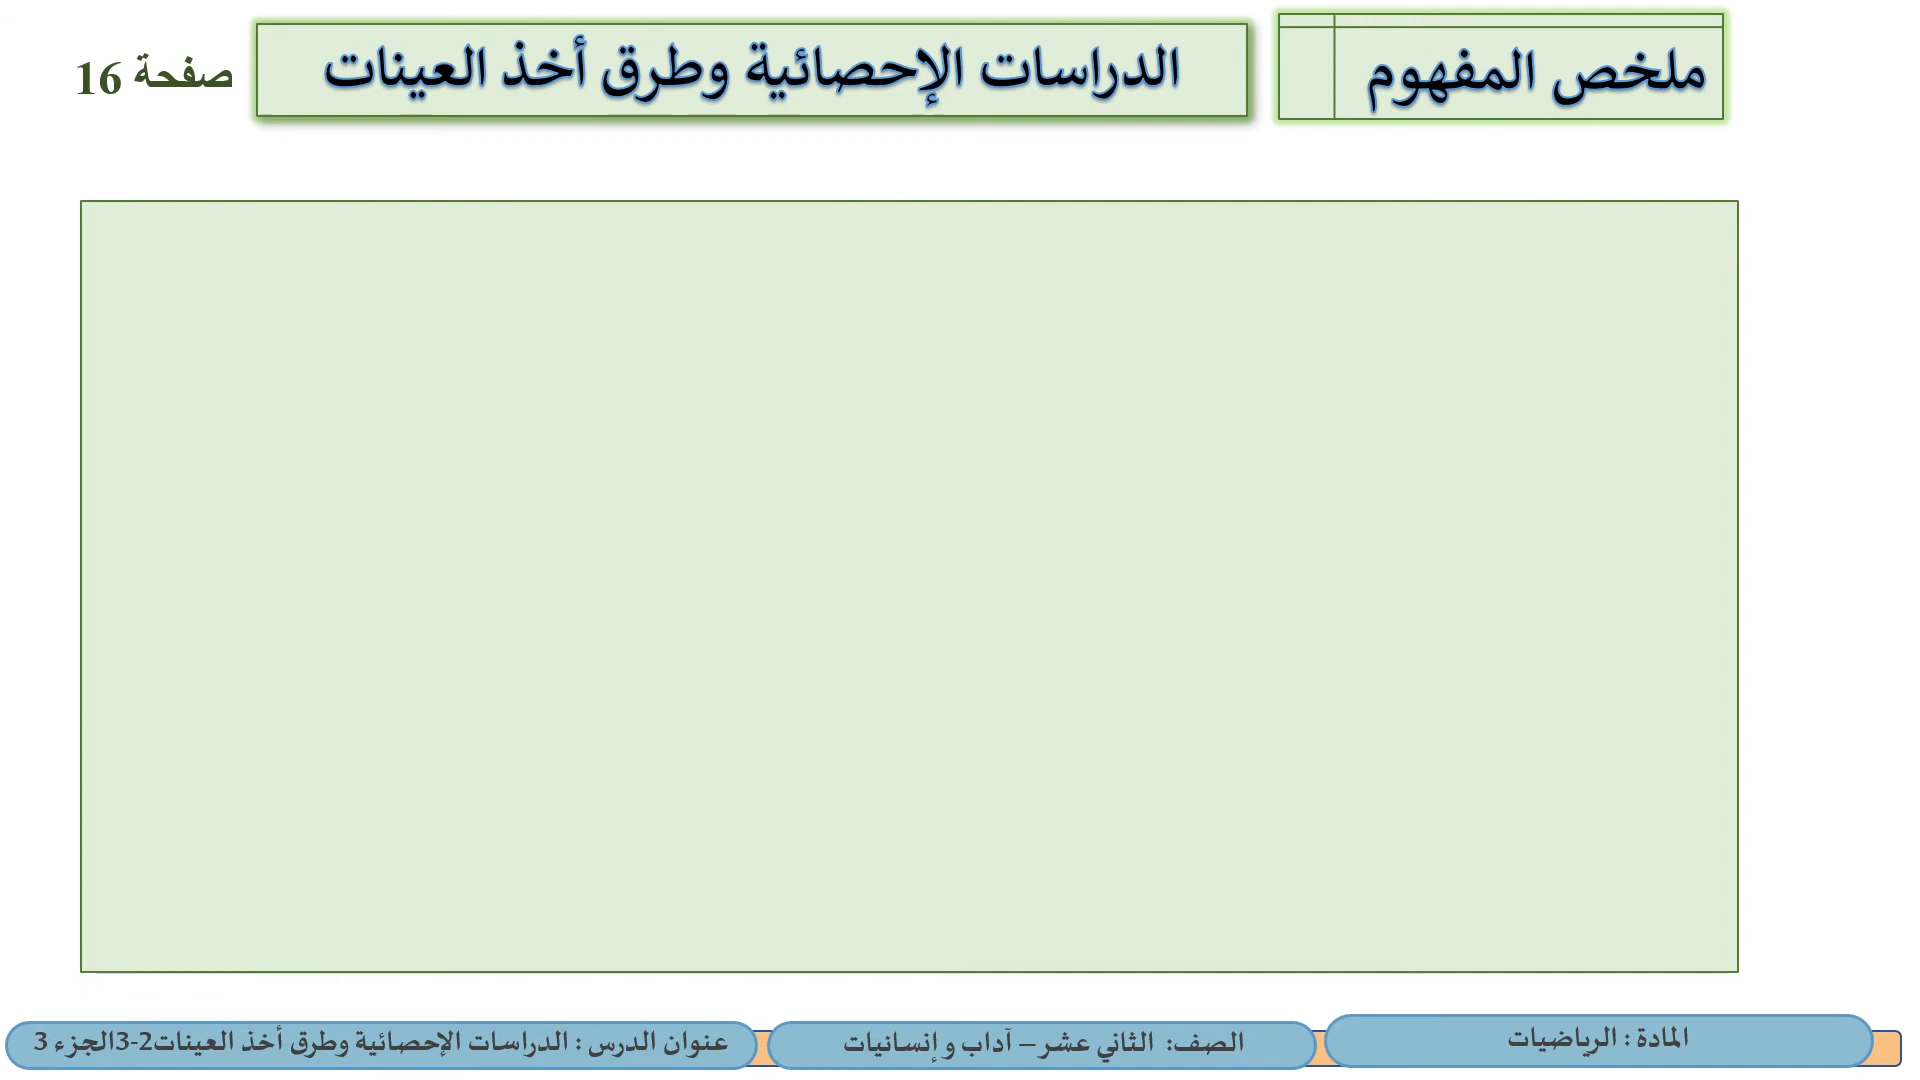 ملخص المفهوم
الدراسات الإحصائية وطرق أخذ العينات
صفحة 16
المادة : الرياضيات
الصف: الثاني عشر – آداب و إنسانيات
عنوان الدرس : الدراسات الإحصائية وطرق أخذ العينات2-3الجزء 3